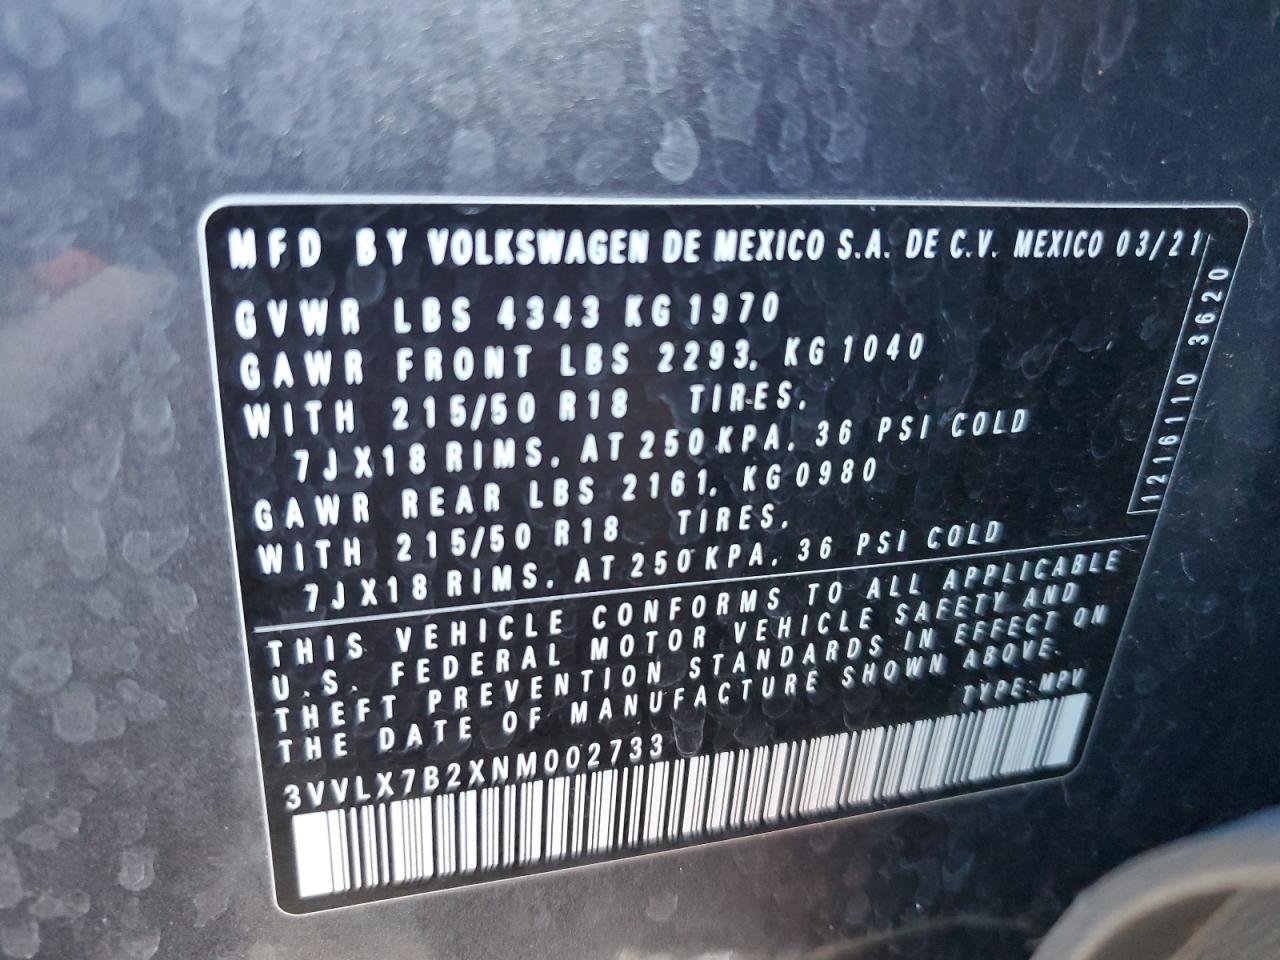 MFD BY VOLKSWAGEN DE MEXICO S.A. DE C.V. MEXICO 03/21
GVWR LBS 4343 KG 1970
GAWR FRONT LBS 2293, KG 1040
WITH 215/50 R18 TIRES,
7JX18 RIMS, AT 250 KPA, 36 PSI COLD
GAWR REAR LBS 2161, KG 0980
WITH 215/50 R18 TIRES,
7JX18 RIMS, AT 250 KPA, 36 PSI COLD
1216110 3620
THIS VEHICLE CONFORMS TO ALL APPLICABLE
U.S. FEDERAL MOTOR VEHICLE SAFETY AND
THEFT PREVENTION STANDARDS IN EFFECT ON
THE DATE OF MANUFACTURE SHOWN ABOVE.
3VVLX7B2XNM002733 TYPE:MPV